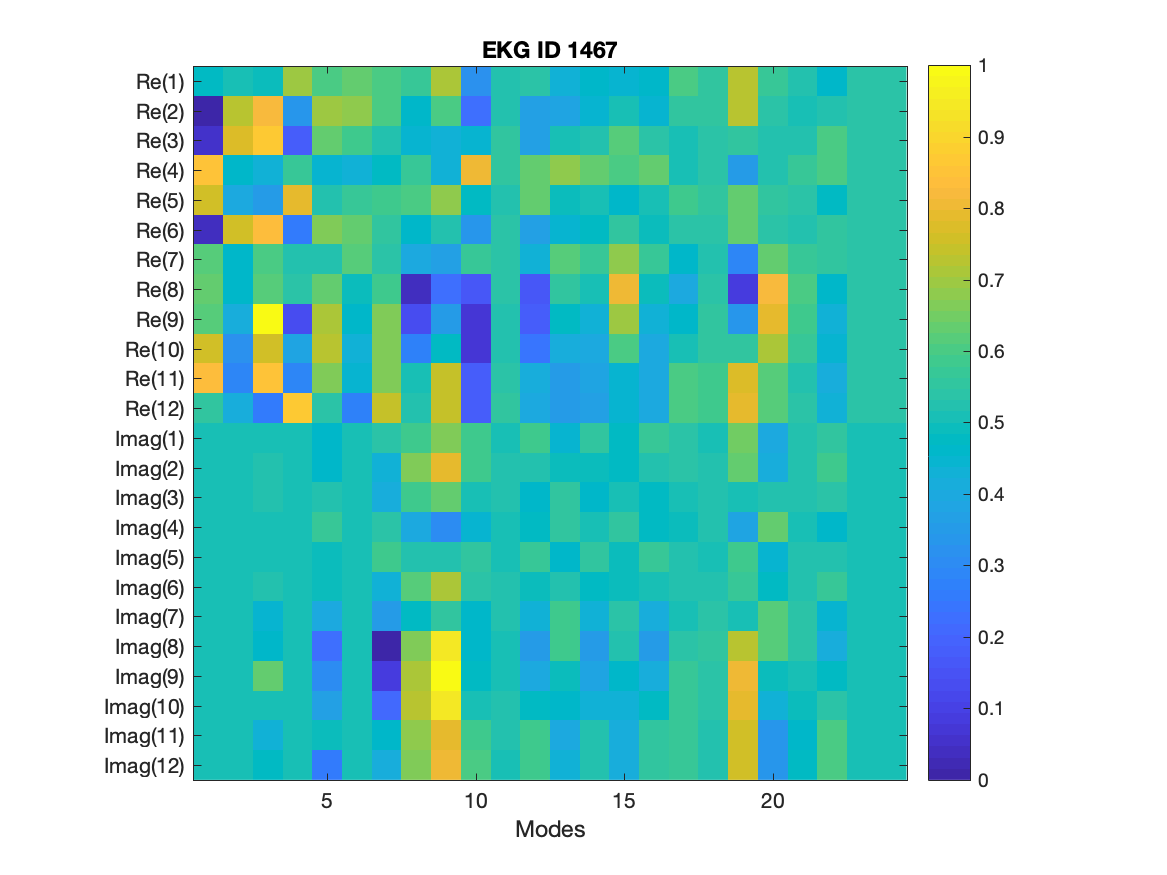 EKG ID 1467
Re(1)
Re(2)
Re(3)
Re(4)
Re(5)
Re(6)
Re(7)
Re(8)
Re(9)
Re(10)
Re(11)
Re(12)
Imag(1)
Imag(2)
Imag(3)
Imag(4)
Imag(5)
Imag(6)
Imag(7)
Imag(8)
Imag(9)
Imag(10)
Imag(11)
Imag(12)
5 10 15 20
Modes
1
0.9
0.8
0.7
0.6
0.5
0.4
0.3
0.2
0.1
0